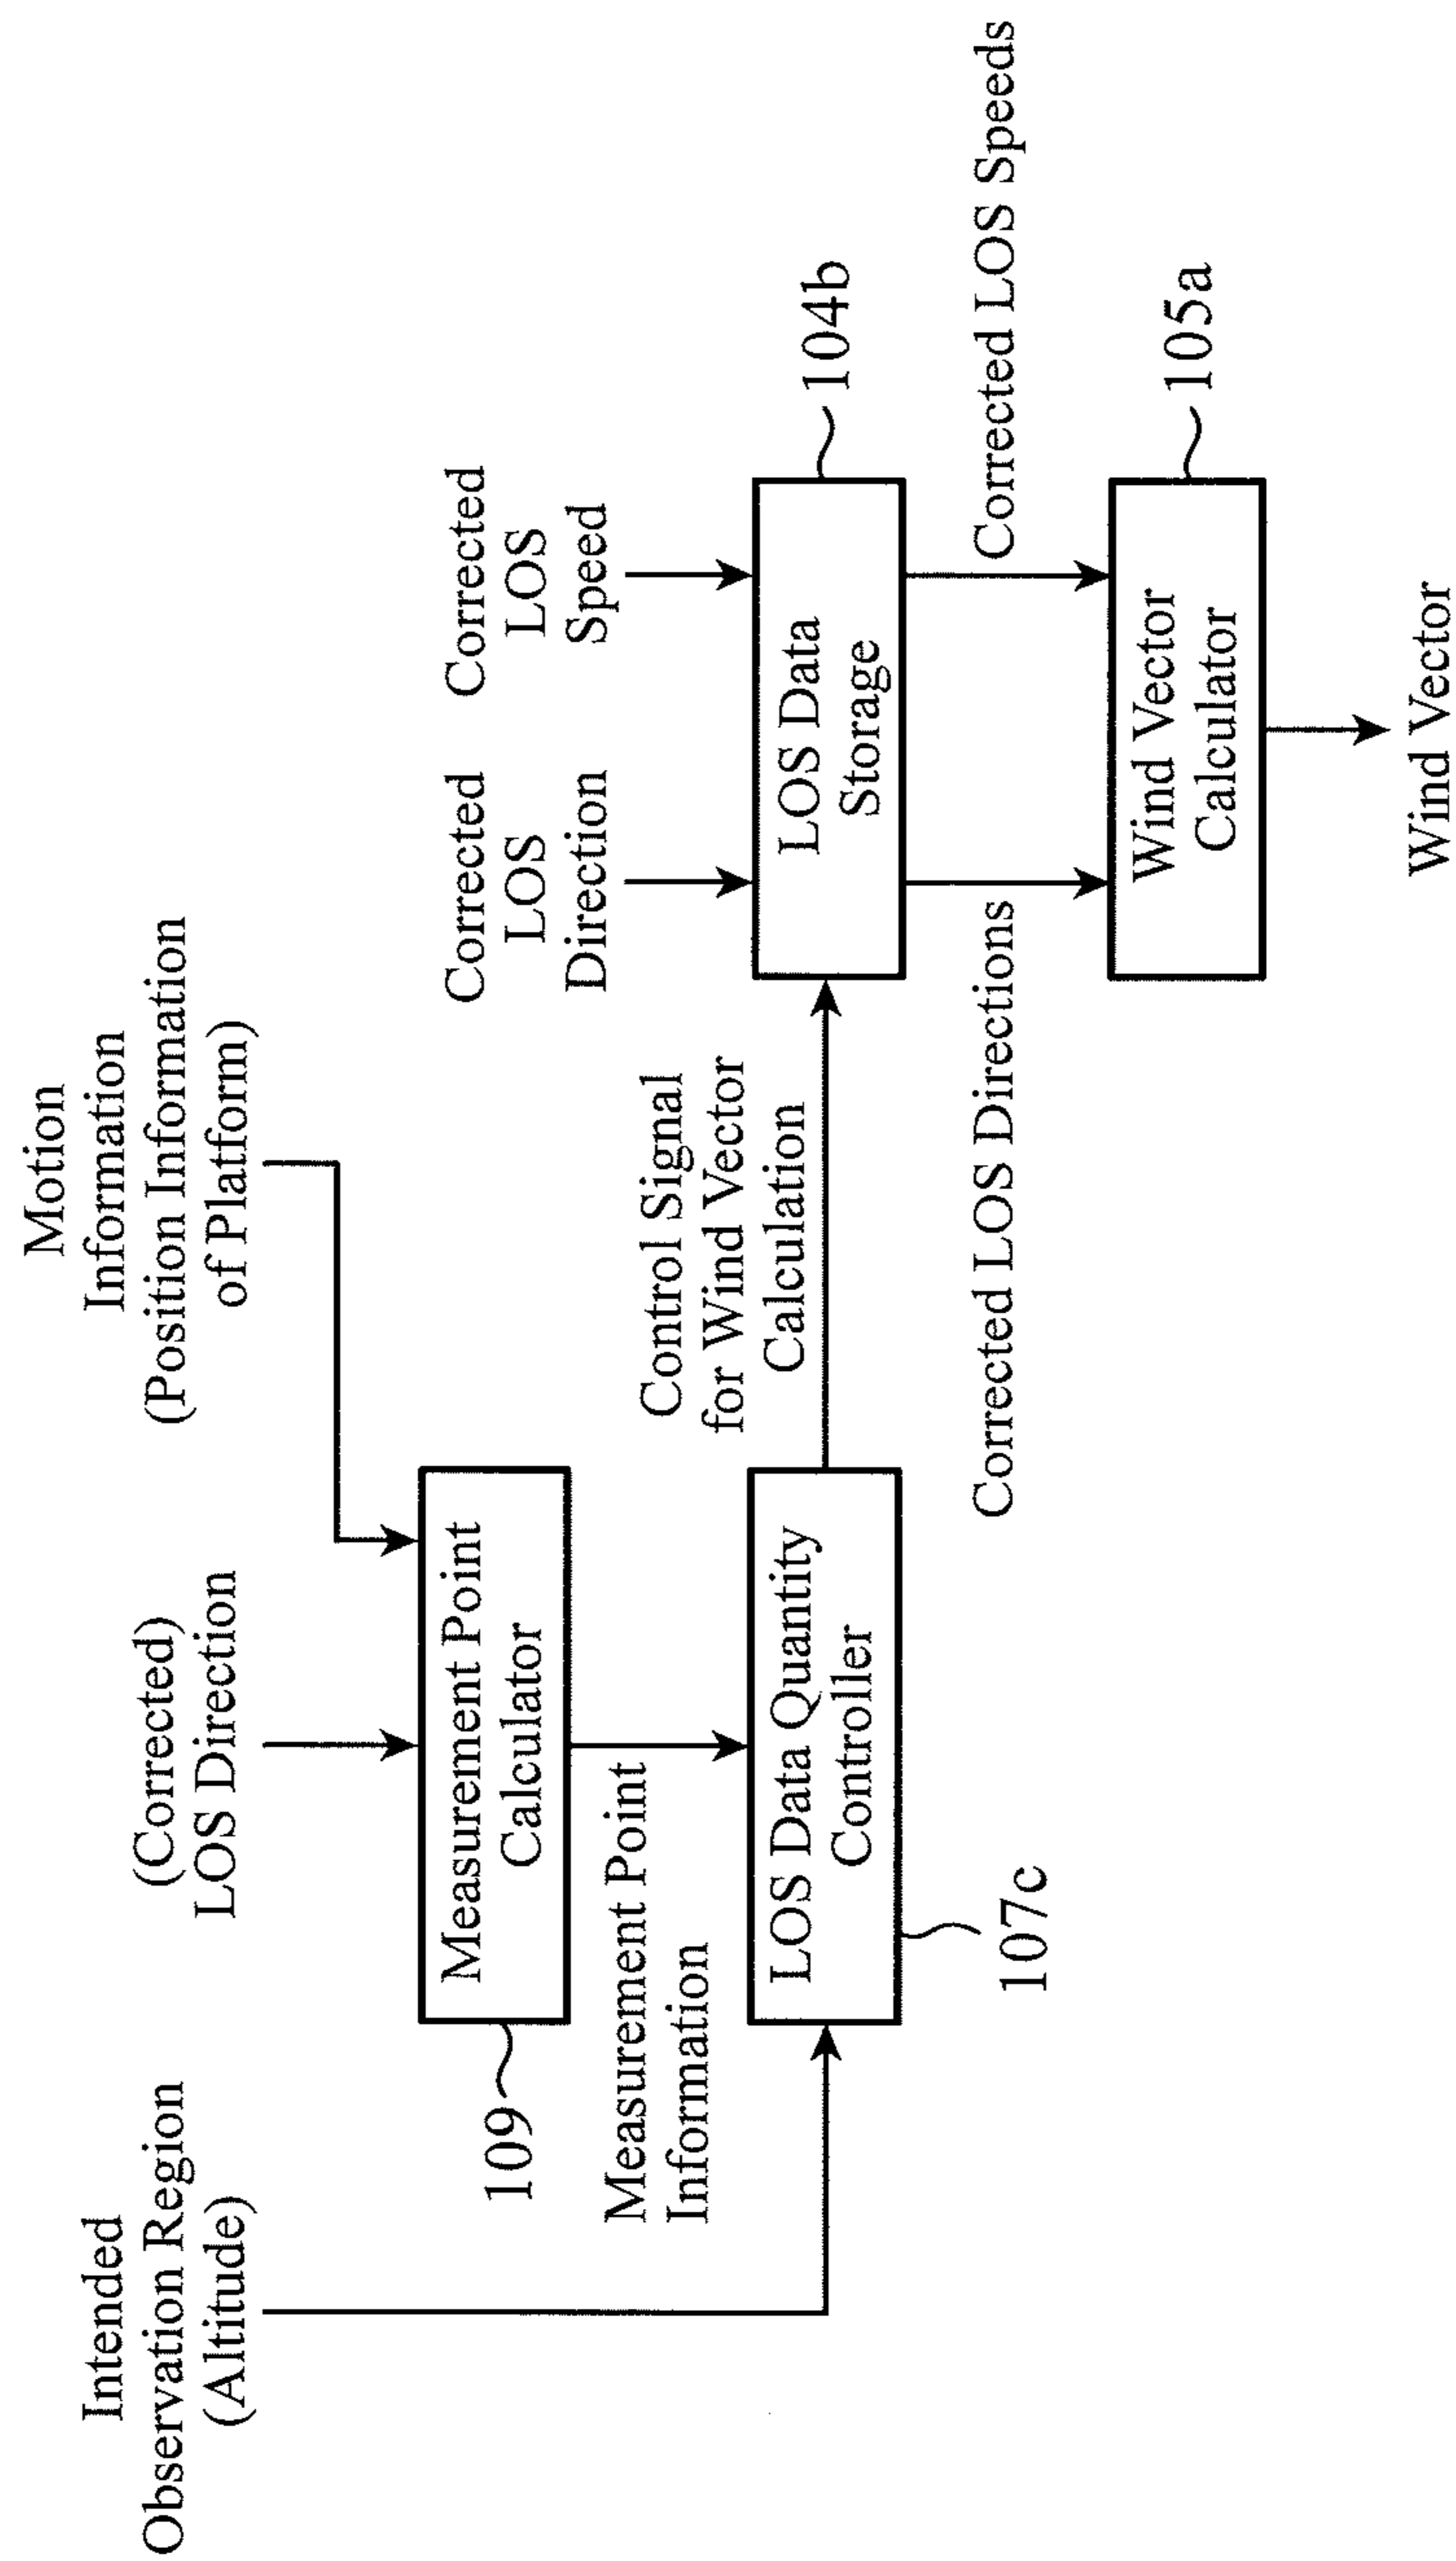 Intended
Observation Region
(Altitude)
(Corrected)
LOS Direction
Motion
Information
(Position Information
of Platform)
109
Measurement Point
Calculator
Measurement Point
Information
LOS Data Quantity
Controller
107c
Control Signal
for Wind Vector
Calculation
Corrected
LOS
Direction
Corrected
LOS
Speed
LOS Data
Storage
104b
Corrected LOS Directions
Corrected LOS Speeds
Wind Vector
Calculator
105a
Wind Vector